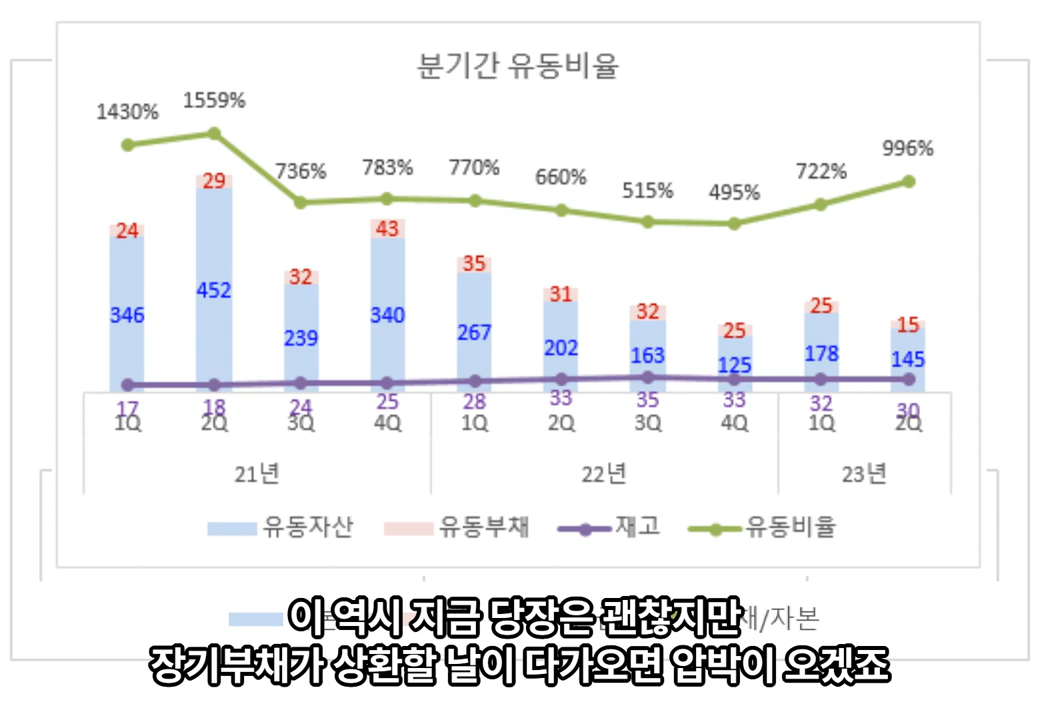 분기간 유동비율
1430% 1559% 736% 783% 770% 660% 515% 495% 722% 996%
24 29 32 43 35 31 32 25 25 15
346 452 239 340 267 202 163 125 178 145
17 18 24 25 28 33 35 33 32 30
1Q 2Q 3Q 4Q 1Q 2Q 3Q 4Q 1Q 2Q
21년 22년 23년
유동자산 유동부채 재고 유동비율
이 역시 지금 당장은 괜찮지만
장기부채가 상환할 날이 다가오면 압박이 오겠죠